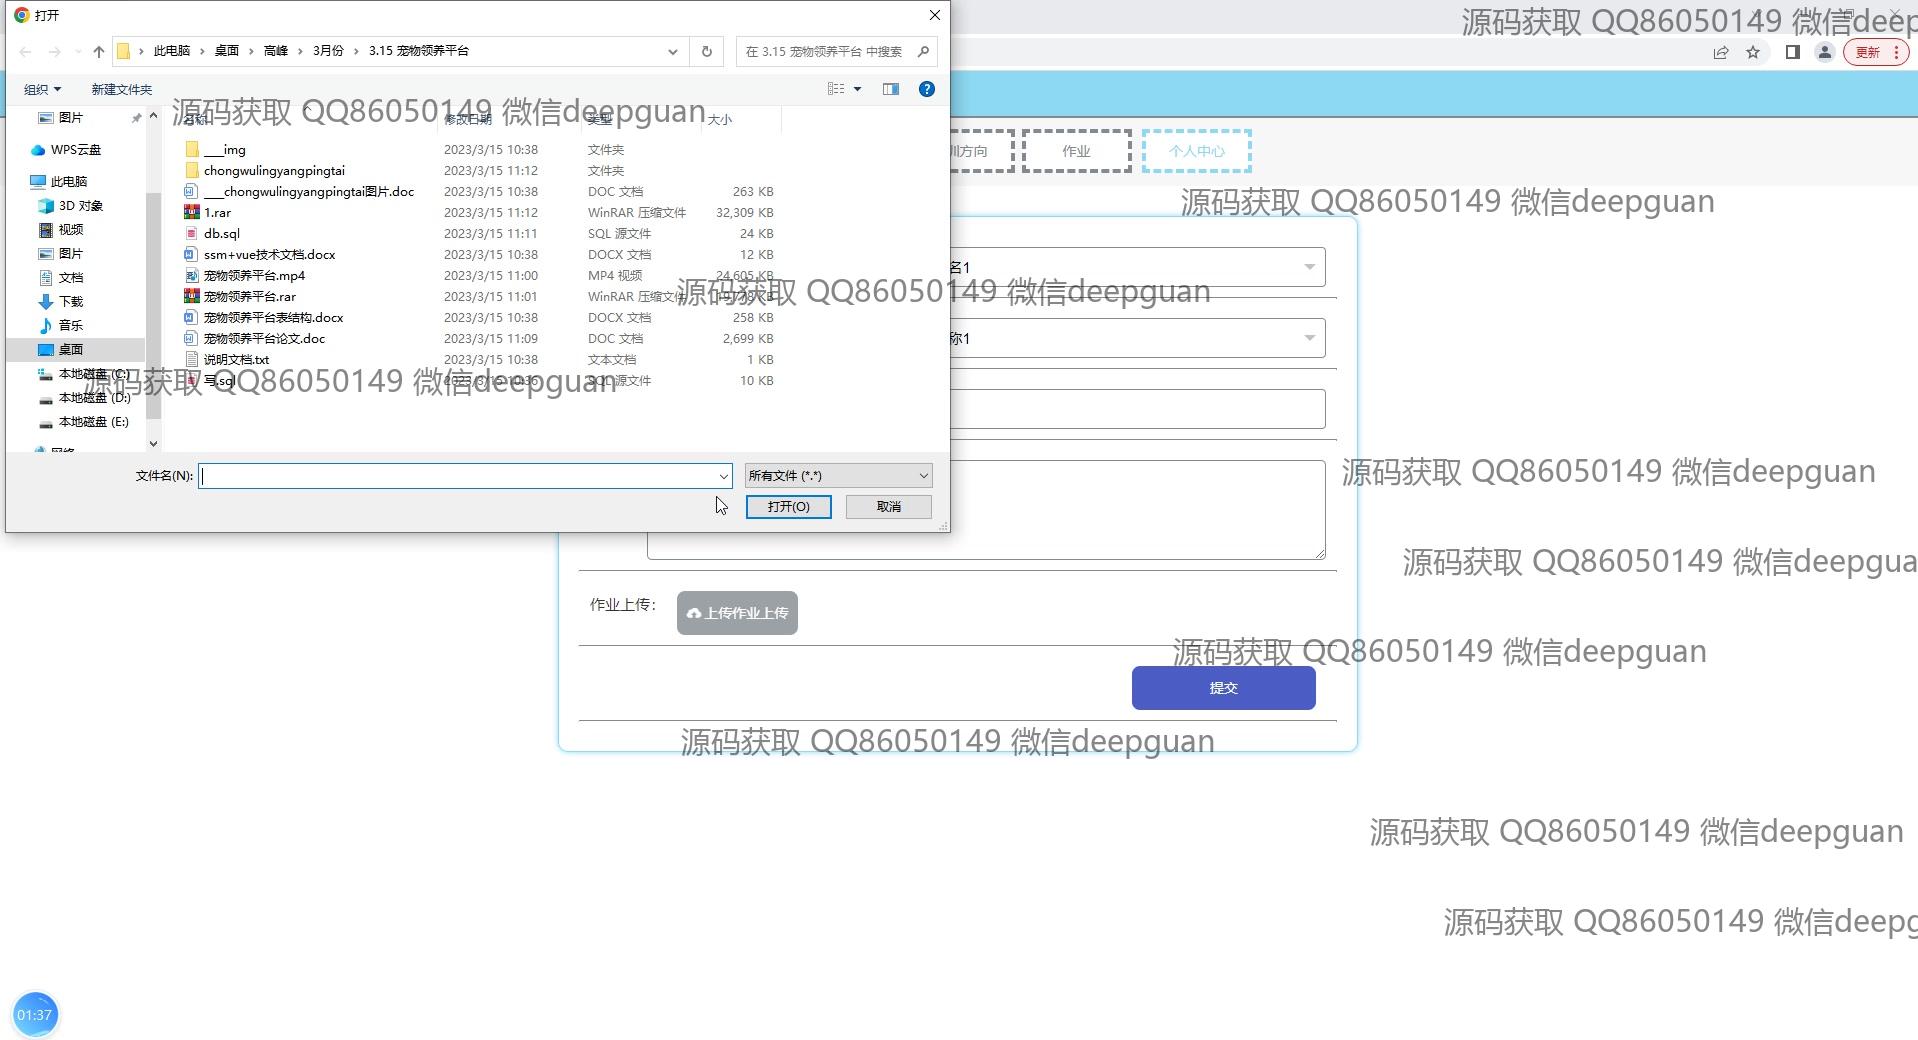 打开
源码获取 QQ86050149 微信deepg
此电脑 › 桌面 › 高峰 › 3月份 › 3.15 宠物领养平台
在 3.15 宠物领养平台 中搜索
更新
组织
新建文件夹
源码获取 QQ86050149 微信deepguan
名称 修改日期 类型 大小
图片
WPS云盘
此电脑
3D 对象
视频
图片
文档
下载
音乐
桌面
本地磁盘 (C:)
本地磁盘 (D:)
本地磁盘 (E:)
网络
___img 2023/3/15 10:38 文件夹
chongwulingyangpingtai 2023/3/15 11:12 文件夹
___chongwulingyangpingtai图片.doc 2023/3/15 10:38 DOC 文档 263 KB
1.rar 2023/3/15 11:12 WinRAR 压缩文件 32,309 KB
db.sql 2023/3/15 11:11 SQL 源文件 24 KB
ssm+vue技术文档.docx 2023/3/15 10:38 DOCX 文档 12 KB
宠物领养平台.mp4 2023/3/15 11:00 MP4 视频 24,605 KB
宠物领养平台.rar 2023/3/15 11:01 WinRAR 压缩文件
宠物领养平台表结构.docx 2023/3/15 10:38 DOCX 文档 258 KB
宠物领养平台论文.doc 2023/3/15 11:09 DOC 文档 2,699 KB
说明文档.txt 2023/3/15 10:38 文本文档 1 KB
写.sql 2023/3/15 10:36 SQL 源文件 10 KB
源码获取 QQ86050149 微信deepguan
源码获取 QQ86050149 微信deepguan
文件名(N):
所有文件 (*.*)
打开(O)
取消
训方向
作业
个人中心
源码获取 QQ86050149 微信deepguan
名1
称1
源码获取 QQ86050149 微信deepguan
源码获取 QQ86050149 微信deepgua
作业上传:
上传作业上传
源码获取 QQ86050149 微信deepguan
提交
源码获取 QQ86050149 微信deepguan
源码获取 QQ86050149 微信deepguan
源码获取 QQ86050149 微信deepg
01:37